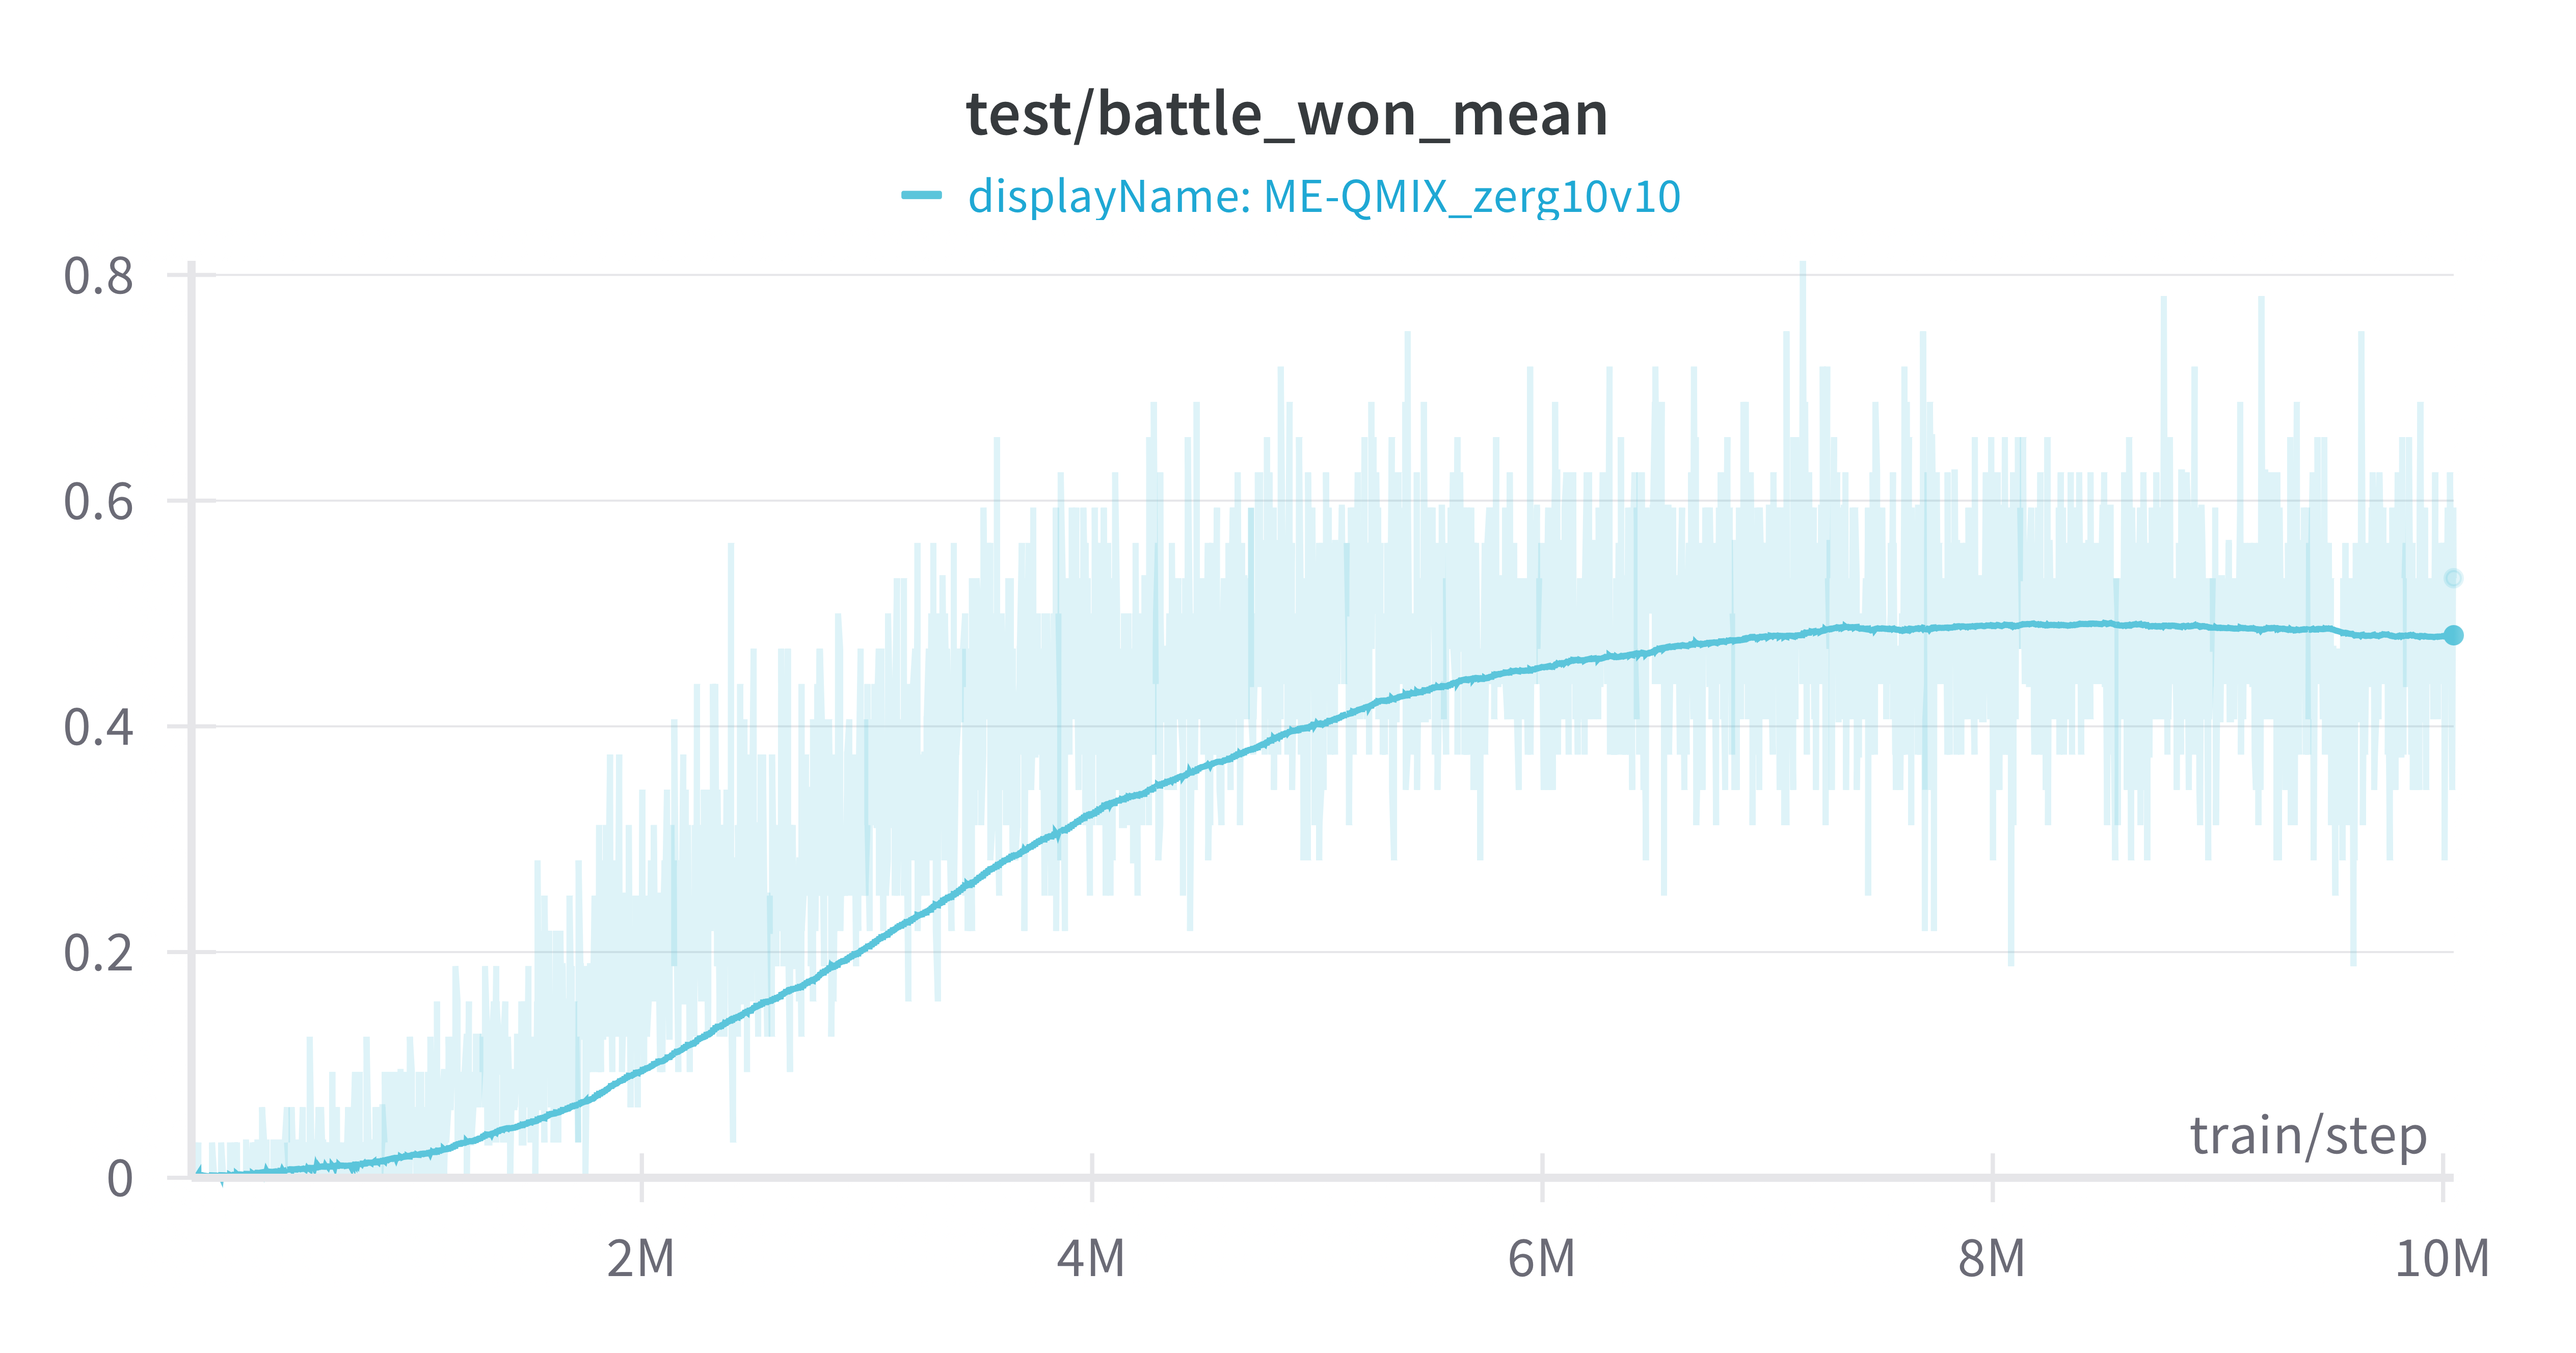 test/battle_won_mean
displayName: ME-QMIX_zerg10v10
0.8
0.6
0.4
0.2
0
train/step
2M 4M 6M 8M 10M